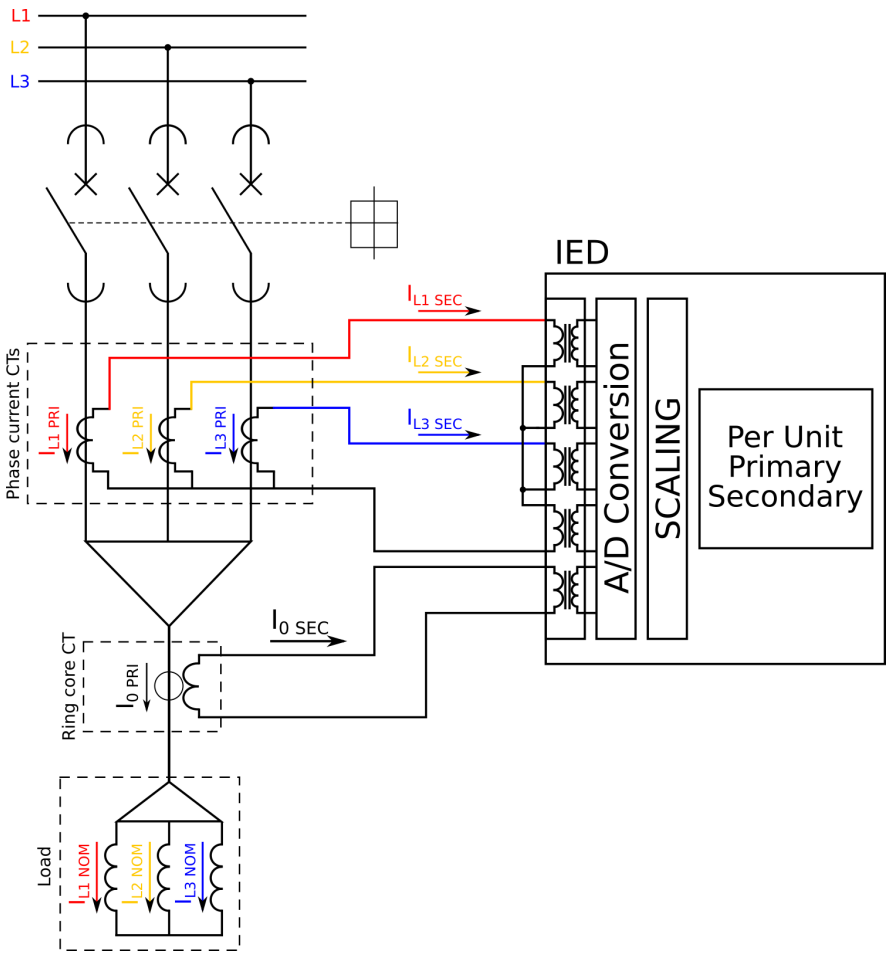 L1
L2
L3
IED
IL1 SEC
IL2 SEC
IL3 SEC
Phase current CTs
IL1 PRI
IL2 PRI
IL3 PRI
A/D Conversion
SCALING
Per Unit
Primary
Secondary
I0 SEC
Ring core CT
I0 PRI
Load
IL1 NOM
IL2 NOM
IL3 NOM